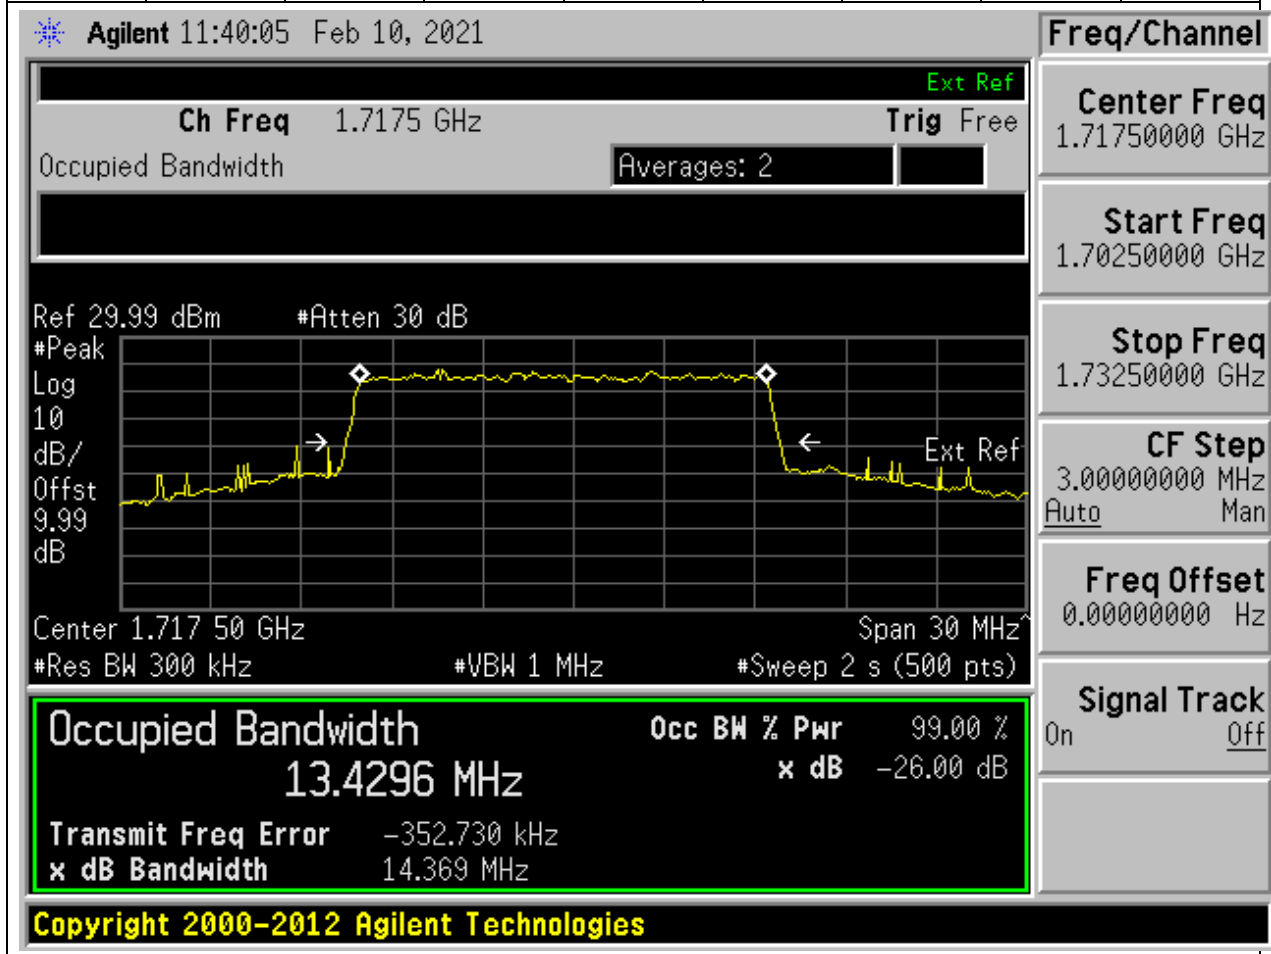 Agilent 11:40:05 Feb 10, 2021
Freq/Channel
Ext Ref
Ch Freq 1.7175 GHz Trig Free
Occupied Bandwidth Averages: 2
Center Freq
1.71750000 GHz
Start Freq
1.70250000 GHz
Stop Freq
1.73250000 GHz
CF Step
3.00000000 MHz
Auto Man
Freq Offset
0.00000000 Hz
Signal Track
On Off
Ref 29.99 dBm #Atten 30 dB
#Peak
Log
10
dB/
Offst
9.99
dB
Ext Ref
Center 1.717 50 GHz Span 30 MHz^
#Res BW 300 kHz #VBW 1 MHz #Sweep 2 s (500 pts)
Occupied Bandwidth Occ BW % Pwr 99.00 %
13.4296 MHz x dB -26.00 dB
Transmit Freq Error -352.730 kHz
x dB Bandwidth 14.369 MHz
Copyright 2000-2012 Agilent Technologies